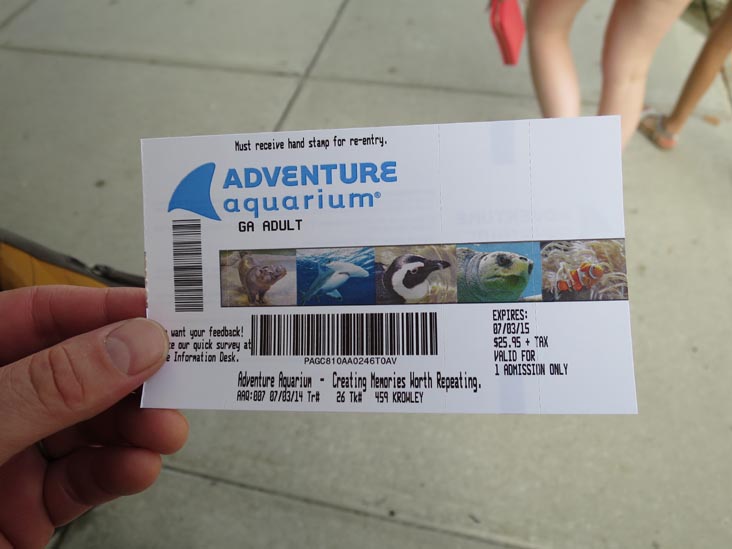 Must receive hand stamp for re-entry.
ADVENTURE
aquarium®
GA ADULT
want your feedback!
our quick survey at
Information Desk.
PAGC810AA0246T0AV
EXPIRES:
07/03/15
$25.95 + TAX
VALID FOR
1 ADMISSION ONLY
Adventure Aquarium - Creating Memories Worth Repeating.
AAQ:007 07/03/14 Tr# 26 Tk# 459 KROWLEY